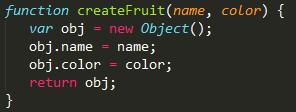 function createFruit(name, color) {
    var obj = new Object();
    obj.name = name;
    obj.color = color;
    return obj;
}